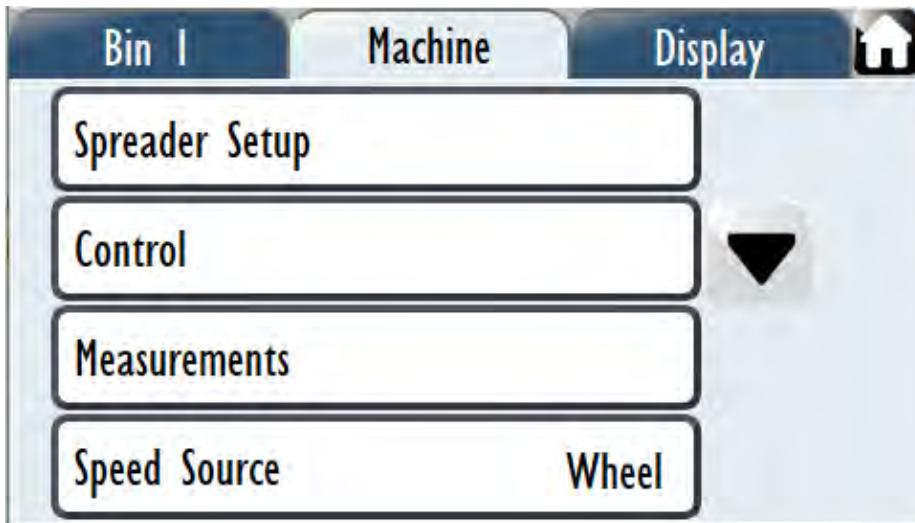 Bin 1 Machine Display
Spreader Setup
Control
Measurements
Speed Source Wheel